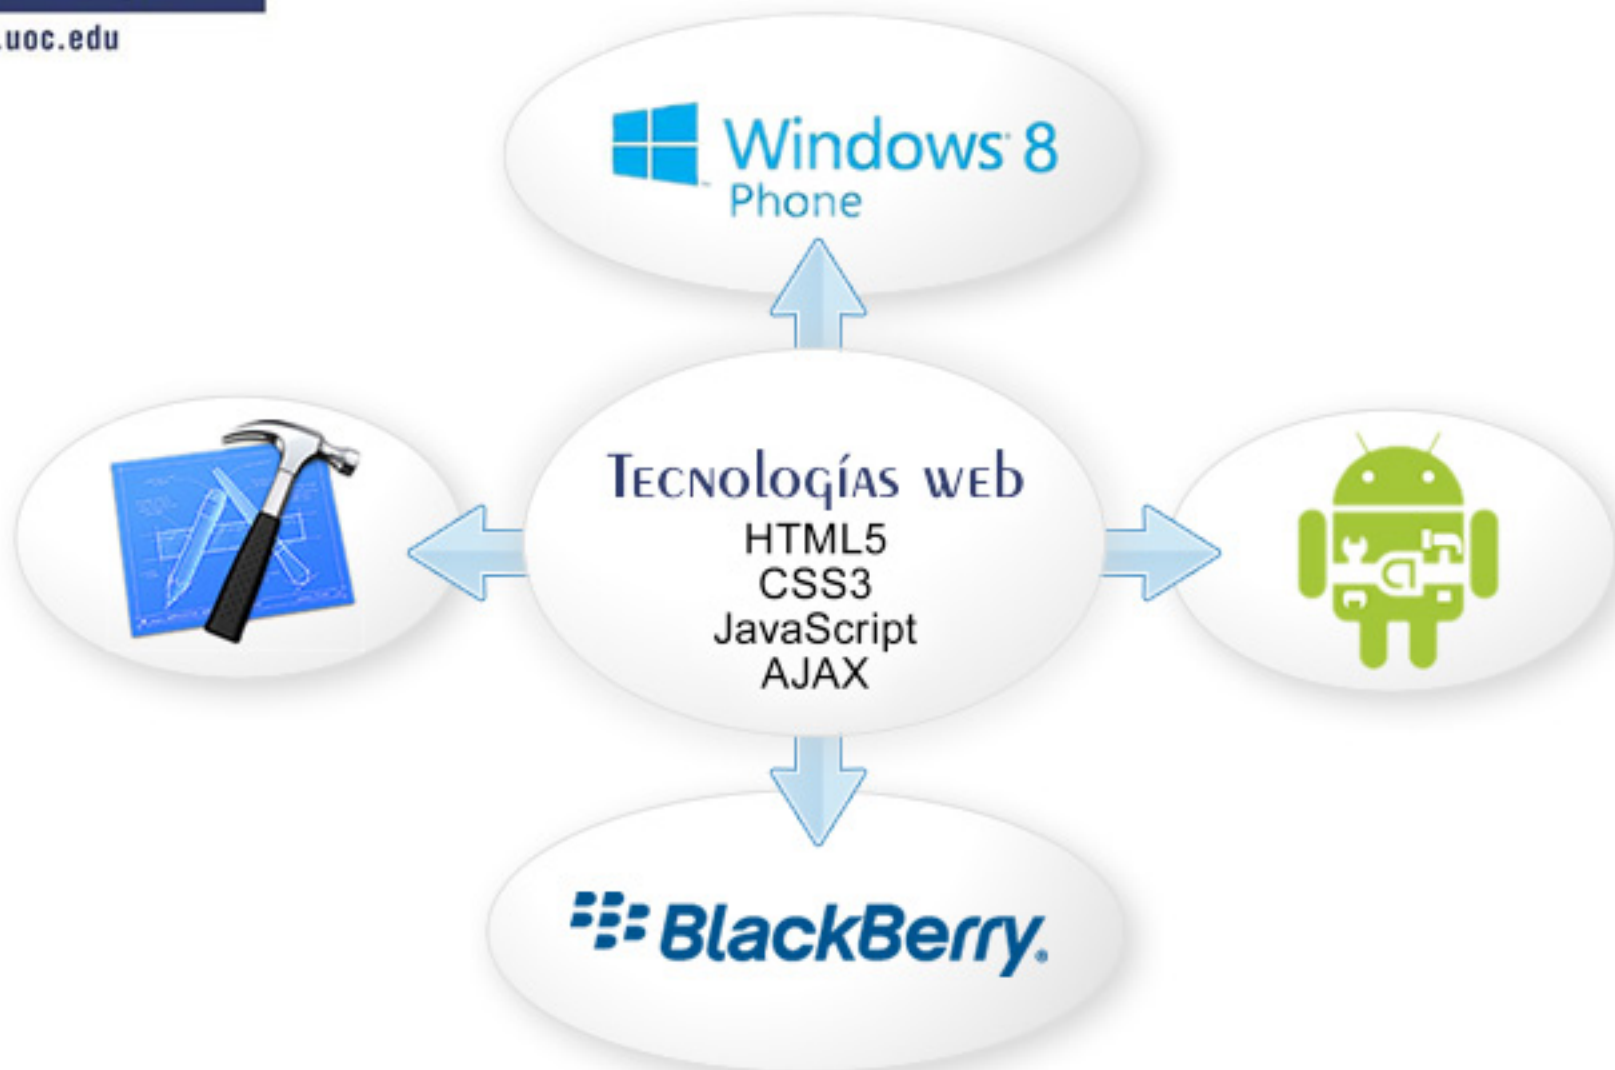 .uoc.edu
Windows 8
Phone
Tecnologías web
HTML5
CSS3
JavaScript
AJAX
BlackBerry®